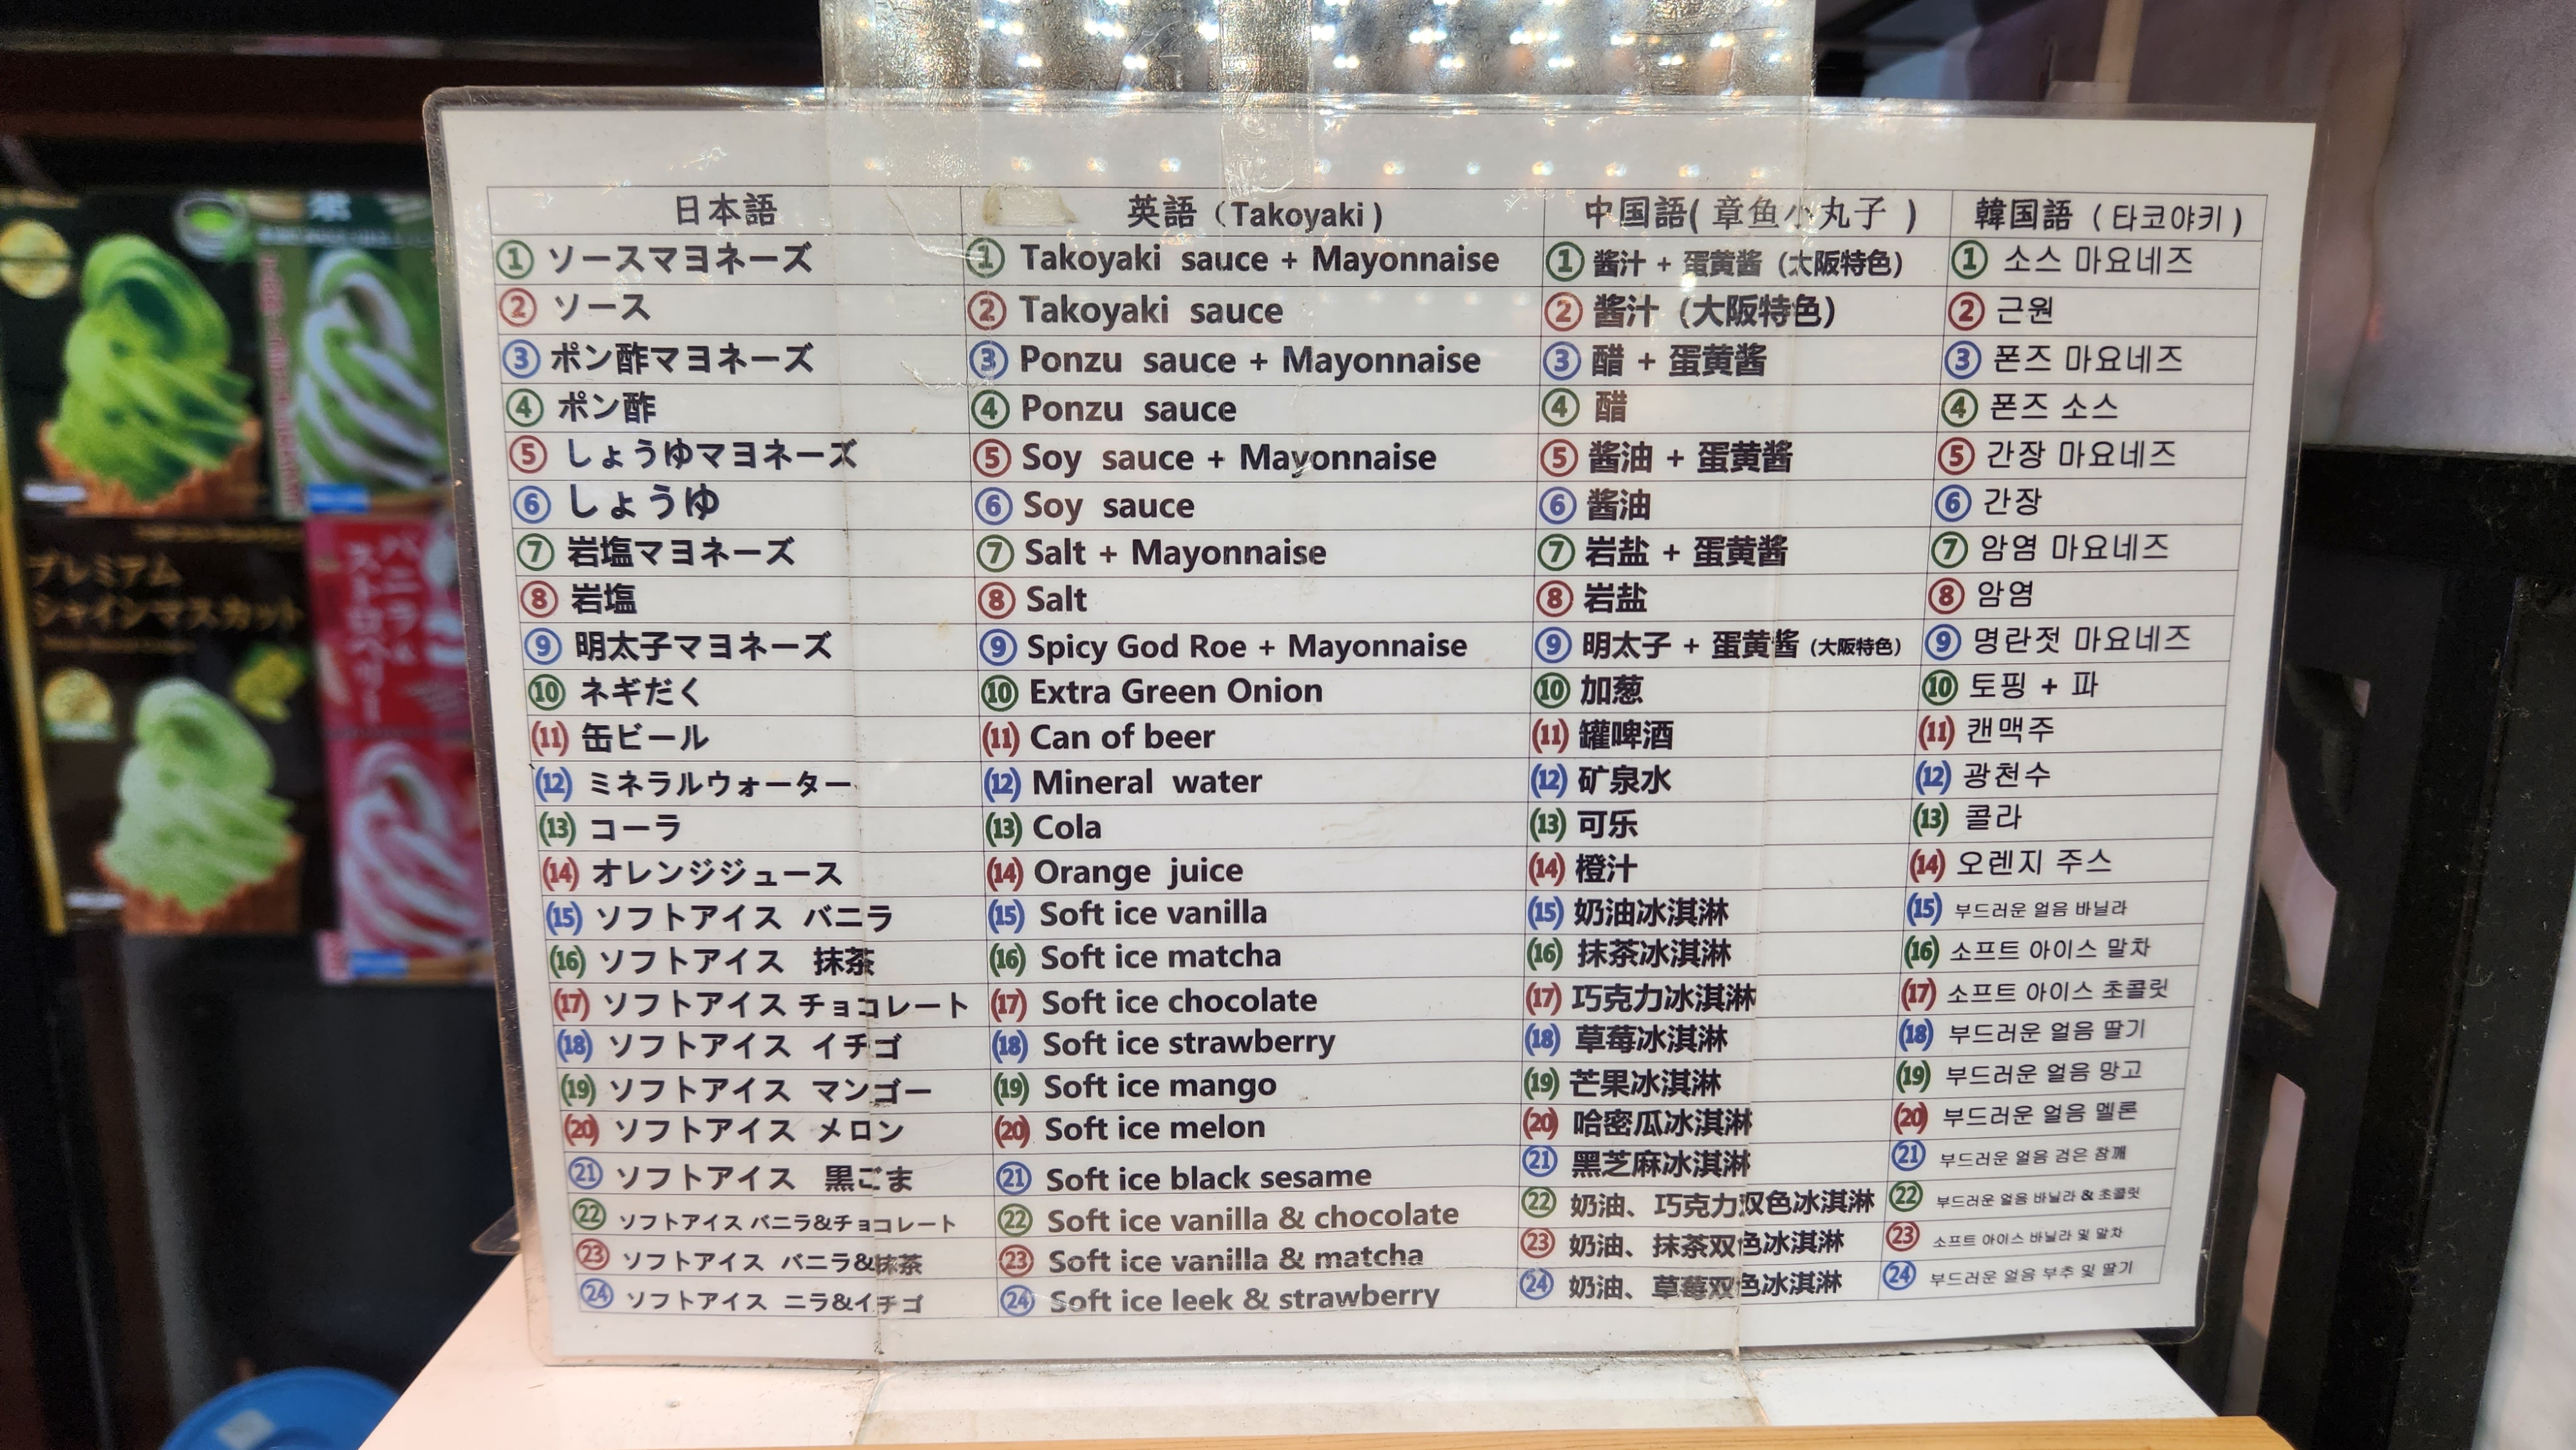 日本語 英語（Takoyaki） 中国語( 章鱼小丸子 ) 韓国語（타코야키）
① ソースマヨネーズ ① Takoyaki sauce + Mayonnaise ① 酱汁 + 蛋黄酱（大阪特色） ① 소스 마요네즈
② ソース ② Takoyaki sauce ② 酱汁（大阪特色） ② 근원
③ ポン酢マヨネーズ ③ Ponzu sauce + Mayonnaise ③ 醋 + 蛋黄酱 ③ 폰즈 마요네즈
④ ポン酢 ④ Ponzu sauce ④ 醋 ④ 폰즈 소스
⑤ しょうゆマヨネーズ ⑤ Soy sauce + Mayonnaise ⑤ 酱油 + 蛋黄酱 ⑤ 간장 마요네즈
⑥ しょうゆ ⑥ Soy sauce ⑥ 酱油 ⑥ 간장
⑦ 岩塩マヨネーズ ⑦ Salt + Mayonnaise ⑦ 岩盐 + 蛋黄酱 ⑦ 암염 마요네즈
⑧ 岩塩 ⑧ Salt ⑧ 岩盐 ⑧ 암염
⑨ 明太子マヨネーズ ⑨ Spicy God Roe + Mayonnaise ⑨ 明太子 + 蛋黄酱（大阪特色） ⑨ 명란젓 마요네즈
⑩ ネギだく ⑩ Extra Green Onion ⑩ 加葱 ⑩ 토핑 + 파
(11) 缶ビール (11) Can of beer (11) 罐啤酒 (11) 캔맥주
(12) ミネラルウォーター (12) Mineral water (12) 矿泉水 (12) 광천수
(13) コーラ (13) Cola (13) 可乐 (13) 콜라
(14) オレンジジュース (14) Orange juice (14) 橙汁 (14) 오렌지 주스
(15) ソフトアイス バニラ (15) Soft ice vanilla (15) 奶油冰淇淋 (15) 부드러운 얼음 바닐라
(16) ソフトアイス 抹茶 (16) Soft ice matcha (16) 抹茶冰淇淋 (16) 소프트 아이스 말차
(17) ソフトアイス チョコレート (17) Soft ice chocolate (17) 巧克力冰淇淋 (17) 소프트 아이스 초콜릿
(18) ソフトアイス イチゴ (18) Soft ice strawberry (18) 草莓冰淇淋 (18) 부드러운 얼음 딸기
(19) ソフトアイス マンゴー (19) Soft ice mango (19) 芒果冰淇淋 (19) 부드러운 얼음 망고
(20) ソフトアイス メロン (20) Soft ice melon (20) 哈密瓜冰淇淋 (20) 부드러운 얼음 멜론
㉑ ソフトアイス 黒ごま ㉑ Soft ice black sesame ㉑ 黑芝麻冰淇淋 ㉑ 부드러운 얼음 검은 참깨
㉒ ソフトアイス バニラ&チョコレート ㉒ Soft ice vanilla & chocolate ㉒ 奶油、巧克力双色冰淇淋 ㉒ 부드러운 얼음 바닐라 & 초콜릿
㉓ ソフトアイス バニラ&抹茶 ㉓ Soft ice vanilla & matcha ㉓ 奶油、抹茶双色冰淇淋 ㉓ 소프트 아이스 바닐라 및 말차
㉔ ソフトアイス ニラ&イチゴ ㉔ Soft ice leek & strawberry ㉔ 奶油、草莓双色冰淇淋 ㉔ 부드러운 얼음 부추 및 딸기
プレミアム
シャインマスカット
バニラ&
ストロベリー